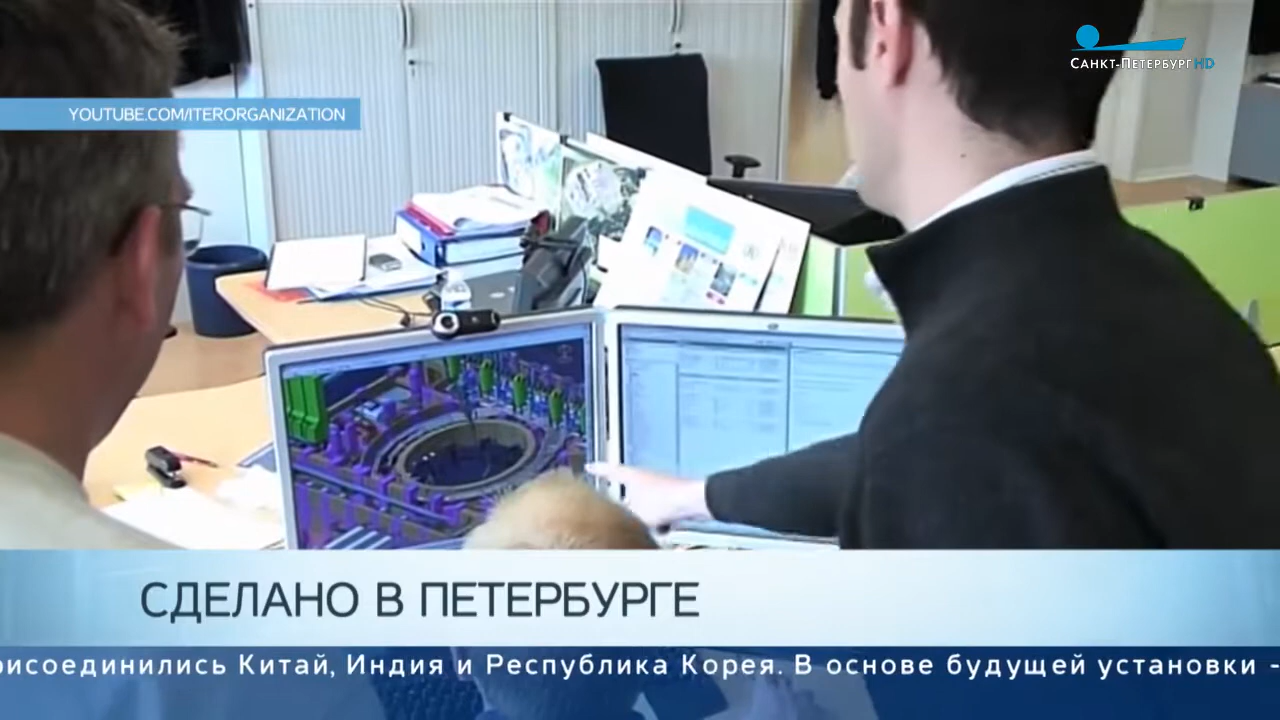 Санкт-Петербург HD
YOUTUBE.COM/ITERORGANIZATION
СДЕЛАНО В ПЕТЕРБУРГЕ
рисоединились Китай, Индия и Республика Корея. В основе будущей установки -